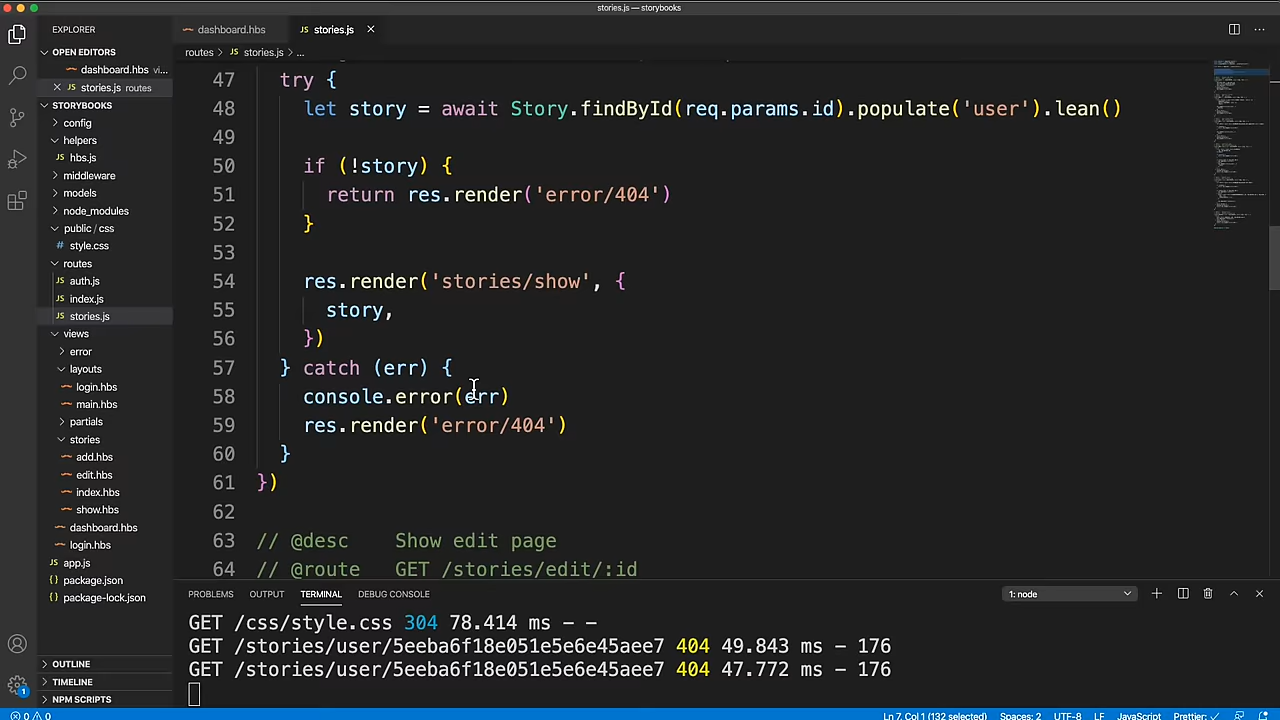 stories.js — storybooks
EXPLORER
dashboard.hbs
stories.js
OPEN EDITORS
dashboard.hbs vi...
stories.js routes
STORYBOOKS
config
helpers
hbs.js
middleware
models
node_modules
public / css
style.css
routes
auth.js
index.js
stories.js
views
error
layouts
login.hbs
main.hbs
partials
stories
add.hbs
edit.hbs
index.hbs
show.hbs
dashboard.hbs
login.hbs
app.js
package.json
package-lock.json
OUTLINE
TIMELINE
NPM SCRIPTS
routes > JS stories.js > ...
47 try {
48 let story = await Story.findById(req.params.id).populate('user').lean()
49
50 if (!story) {
51 return res.render('error/404')
52 }
53
54 res.render('stories/show', {
55 story,
56 })
57 } catch (err) {
58 console.error(err)
59 res.render('error/404')
60 }
61 })
62
63 // @desc Show edit page
64 // @route GET /stories/edit/:id
PROBLEMS OUTPUT TERMINAL DEBUG CONSOLE 1: node
GET /css/style.css 304 78.414 ms - -
GET /stories/user/5eeba6f18e051e5e6e45aee7 404 49.843 ms - 176
GET /stories/user/5eeba6f18e051e5e6e45aee7 404 47.772 ms - 176
1
0 0 Ln 7, Col 1 (132 selected) Spaces: 2 UTF-8 LF JavaScript Prettier: ✓